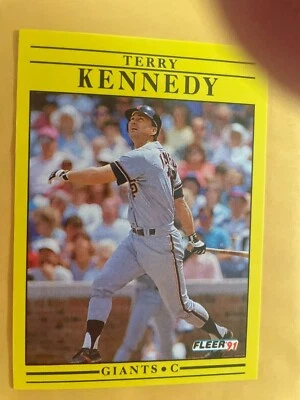 TERRY
KENNEDY
FLEER '91
GIANTS • C